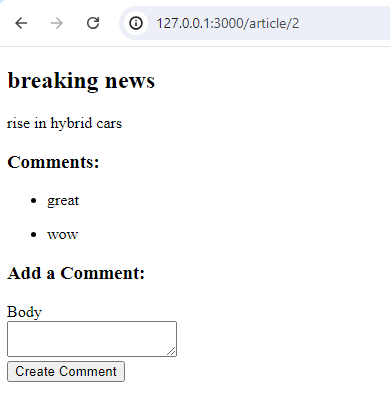 127.0.0.1:3000/article/2
breaking news
rise in hybrid cars
Comments:
great
wow
Add a Comment:
Body
Create Comment